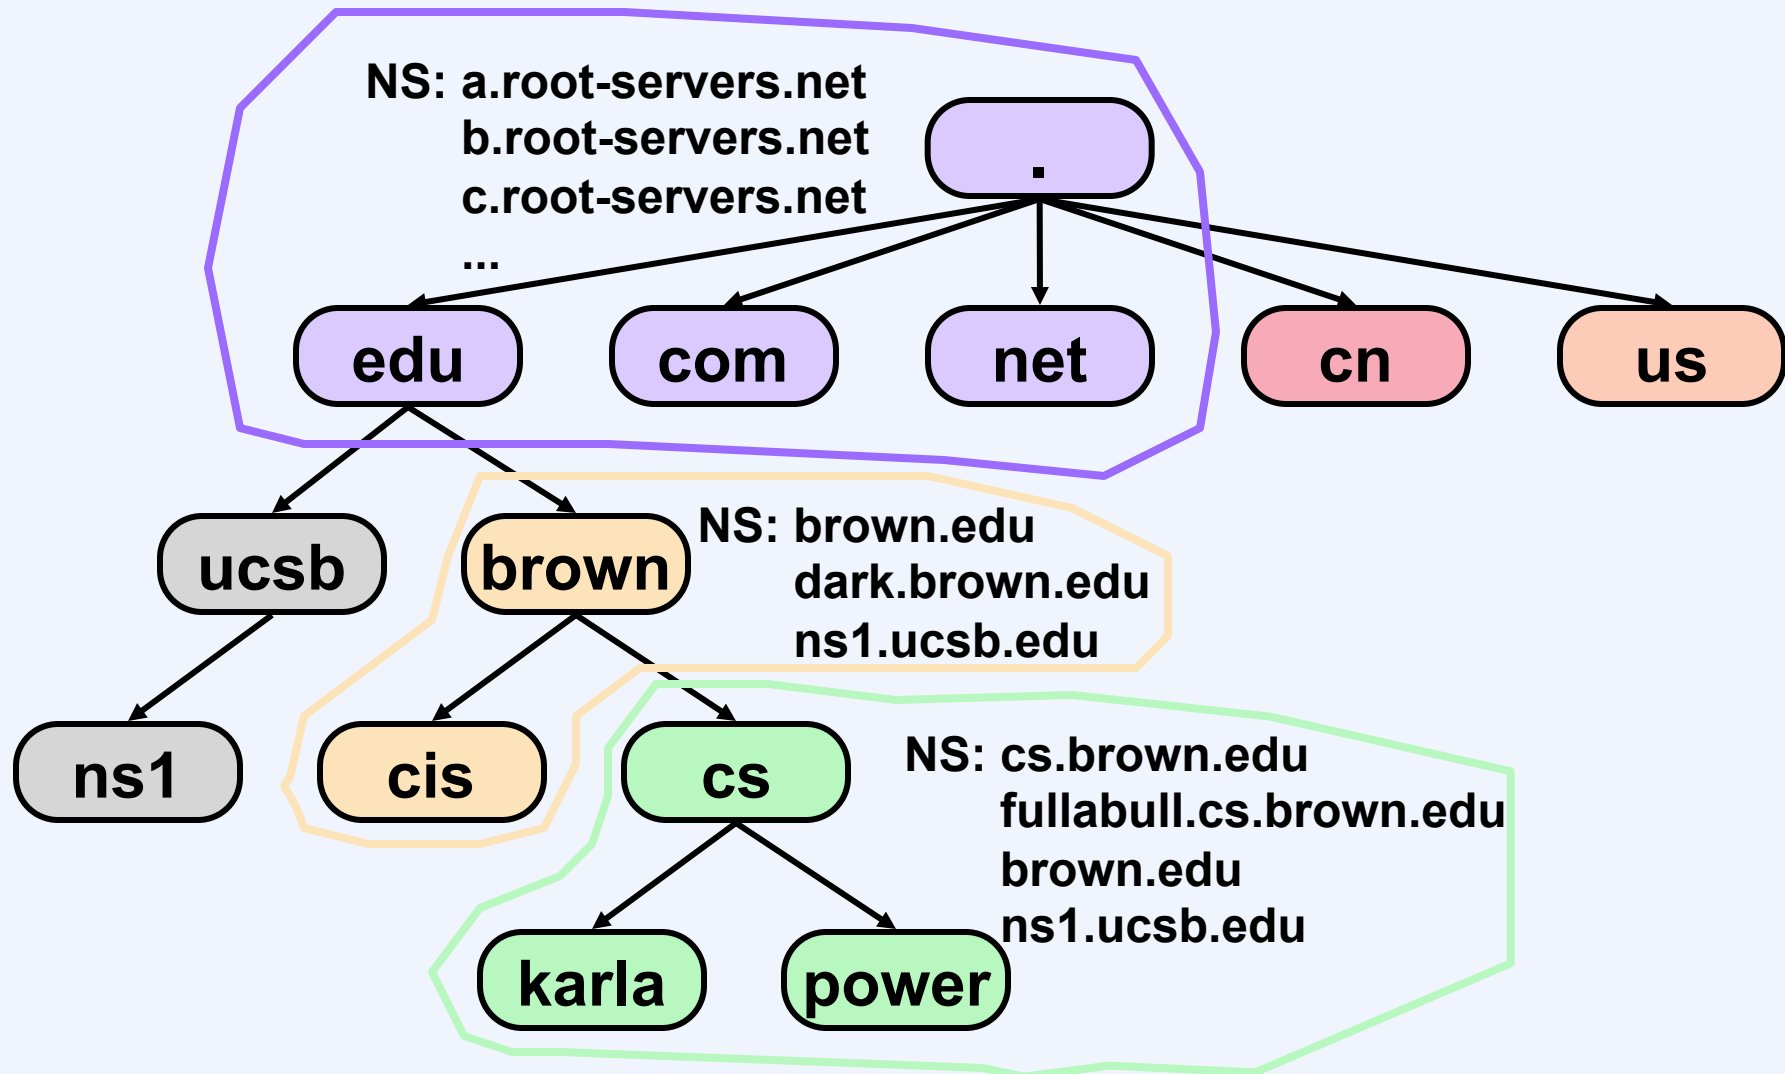 NS: a.root-servers.net
b.root-servers.net
c.root-servers.net
...
.
edu
com
net
cn
us
NS: brown.edu
dark.brown.edu
ns1.ucsb.edu
ucsb
brown
ns1
cis
cs
NS: cs.brown.edu
fullabull.cs.brown.edu
brown.edu
ns1.ucsb.edu
karla
power